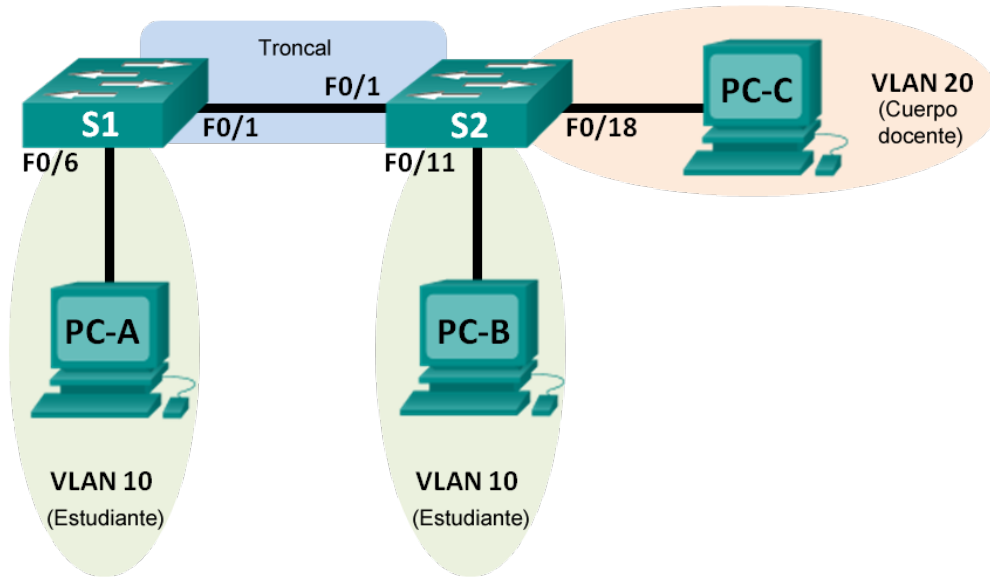 Troncal
F0/1
S1
F0/1
S2
F0/18
PC-C
VLAN 20
(Cuerpo
docente)
F0/6
F0/11
PC-A
PC-B
VLAN 10
(Estudiante)
VLAN 10
(Estudiante)